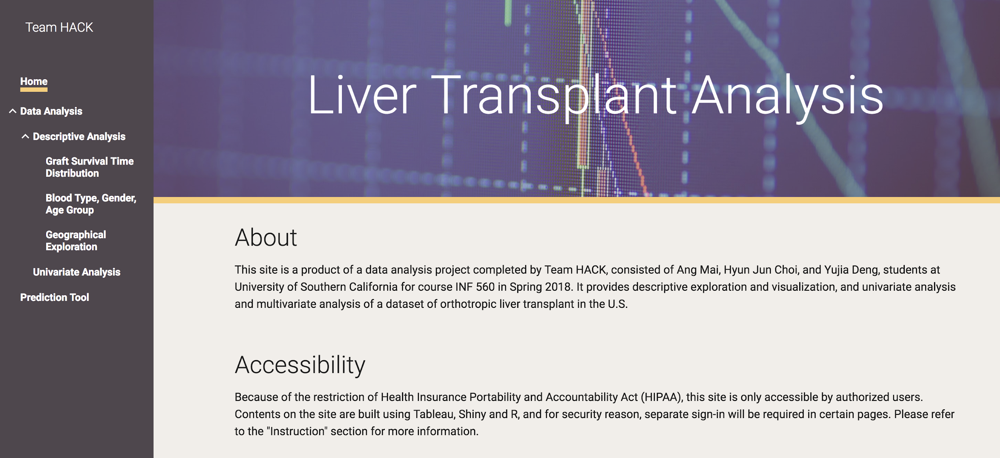 Team HACK
Home
Data Analysis
Descriptive Analysis
Graft Survival Time
Distribution
Blood Type, Gender,
Age Group
Geographical
Exploration
Univariate Analysis
Prediction Tool
Liver Transplant Analysis
About
This site is a product of a data analysis project completed by Team HACK, consisted of Ang Mai, Hyun Jun Choi, and Yujia Deng, students at
University of Southern California for course INF 560 in Spring 2018. It provides descriptive exploration and visualization, and univariate analysis
and multivariate analysis of a dataset of orthotropic liver transplant in the U.S.
Accessibility
Because of the restriction of Health Insurance Portability and Accountability Act (HIPAA), this site is only accessible by authorized users.
Contents on the site are built using Tableau, Shiny and R, and for security reason, separate sign-in will be required in certain pages. Please refer
to the "Instruction" section for more information.